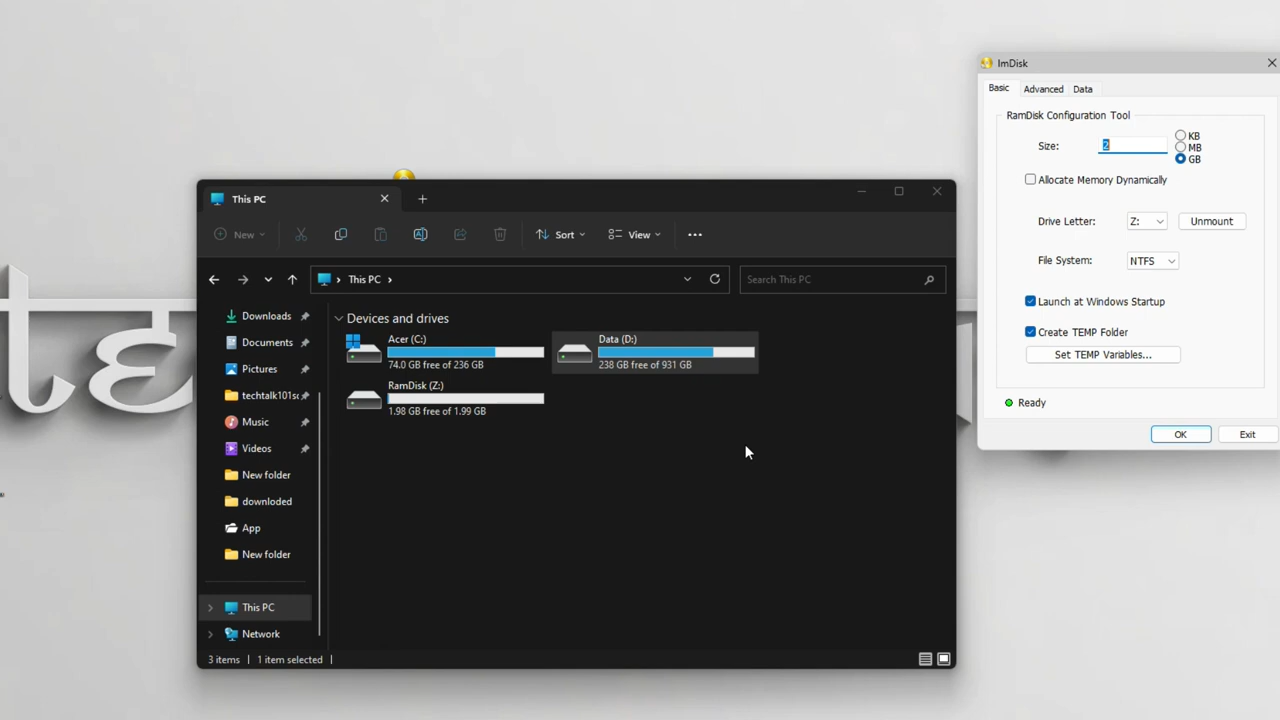 ImDisk
Basic Advanced Data
RamDisk Configuration Tool
Size: 2
KB
MB
GB
Allocate Memory Dynamically
Drive Letter: Z: Unmount
File System: NTFS
Launch at Windows Startup
Create TEMP Folder
Set TEMP Variables...
Ready
OK Exit
This PC
New Sort View
This PC
Search This PC
Downloads
Documents
Pictures
techtalk101sc
Music
Videos
New folder
downloded
App
New folder
This PC
Network
Devices and drives
Acer (C:)
74.0 GB free of 236 GB
Data (D:)
238 GB free of 931 GB
RamDisk (Z:)
1.98 GB free of 1.99 GB
3 items 1 item selected